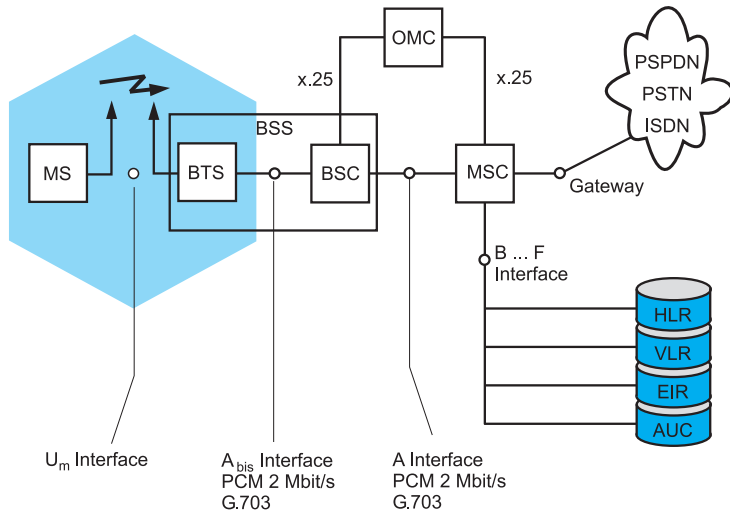 OMC
x.25
x.25
PSPDN
PSTN
ISDN
BSS
MS
BTS
BSC
MSC
Gateway
B ... F
Interface
HLR
VLR
EIR
AUC
Um Interface
Abis Interface
PCM 2 Mbit/s
G.703
A Interface
PCM 2 Mbit/s
G.703